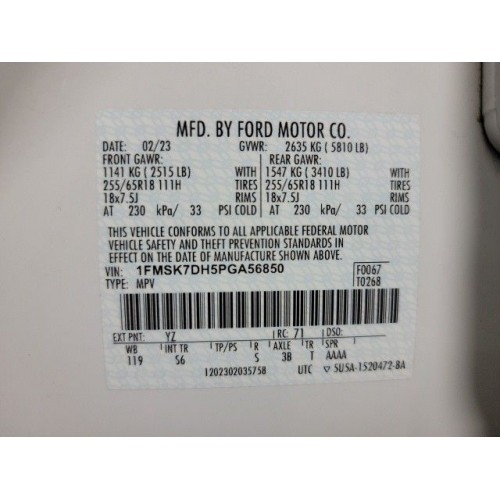 MFD. BY FORD MOTOR CO.
DATE: 02/23 GVWR: 2635 KG ( 5810 LB)
FRONT GAWR: REAR GAWR:
1141 KG ( 2515 LB) WITH 1547 KG ( 3410 LB) WITH
255/65R18 111H TIRES 255/65R18 111H TIRES
18x7.5J RIMS 18x7.5J RIMS
AT 230 kPa/ 33 PSI COLD AT 230 kPa/ 33 PSI COLD
THIS VEHICLE CONFORMS TO ALL APPLICABLE FEDERAL MOTOR
VEHICLE SAFETY AND THEFT PREVENTION STANDARDS IN
EFFECT ON THE DATE OF MANUFACTURE SHOWN ABOVE.
VIN: 1FMSK7DH5PGA56850 F0067
TYPE: MPV T0268
EXT PNT: YZ RC: 71 DSO:
WB INT TR TP/PS R AXLE TR SPR
119 S6 S 3B T AAAA
1202302035758 UTC ▽ 5U5A-1520472-BA